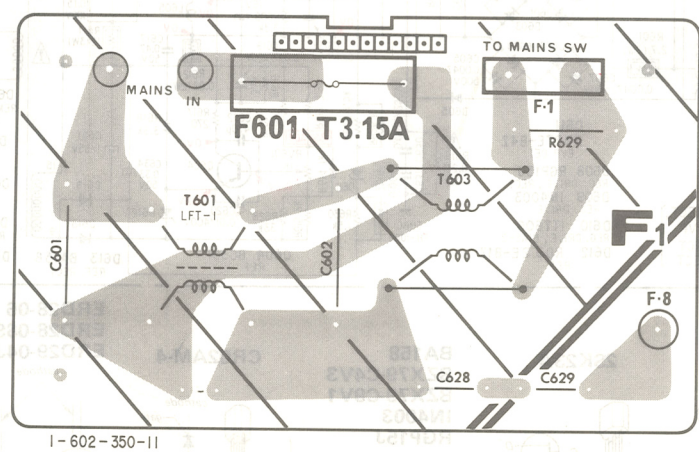 TO MAINS SW
MAINS IN
F·1
F601 T3.15A
R629
T603
T601
LFT-1
F1
C601
C602
F·8
C628
C629
1-602-350-11